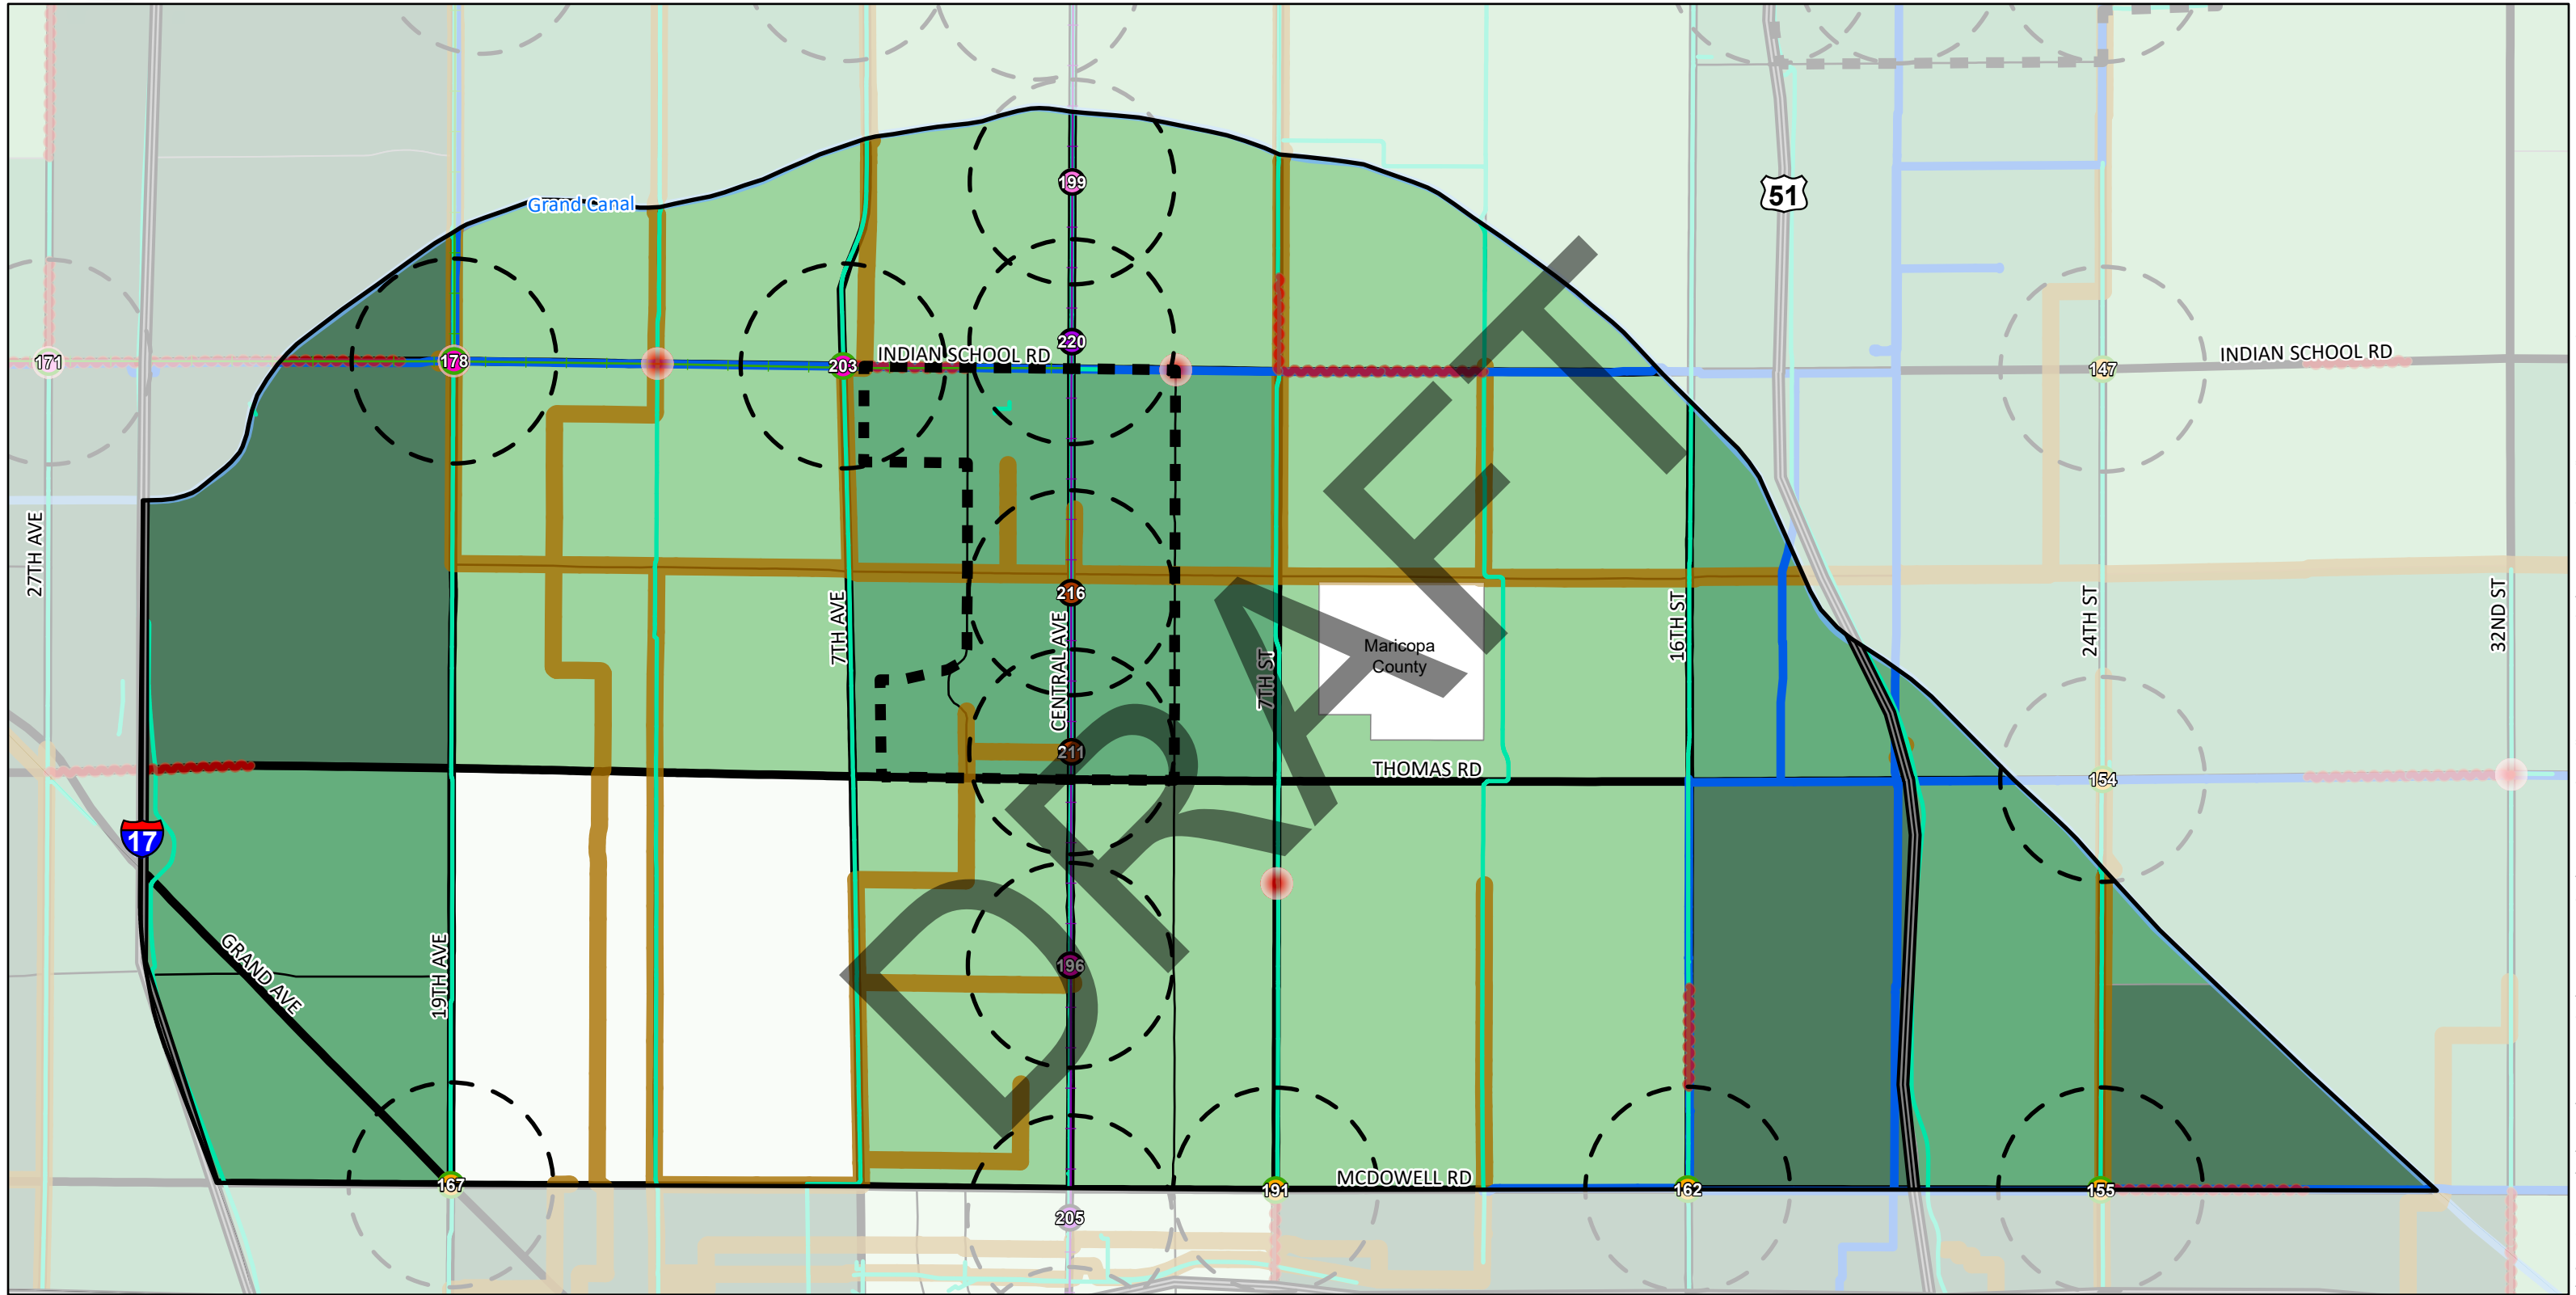 51
199
Grand Canal
220
INDIAN SCHOOL RD
INDIAN SCHOOL RD
171
178
203
147
27TH AVE
7TH AVE
216
CENTRAL AVE
7TH ST
Maricopa
County
16TH ST
24TH ST
32ND ST
211
THOMAS RD
154
17
GRAND AVE
19TH AVE
196
DRAFT
MCDOWELL RD
167
191
162
155
205